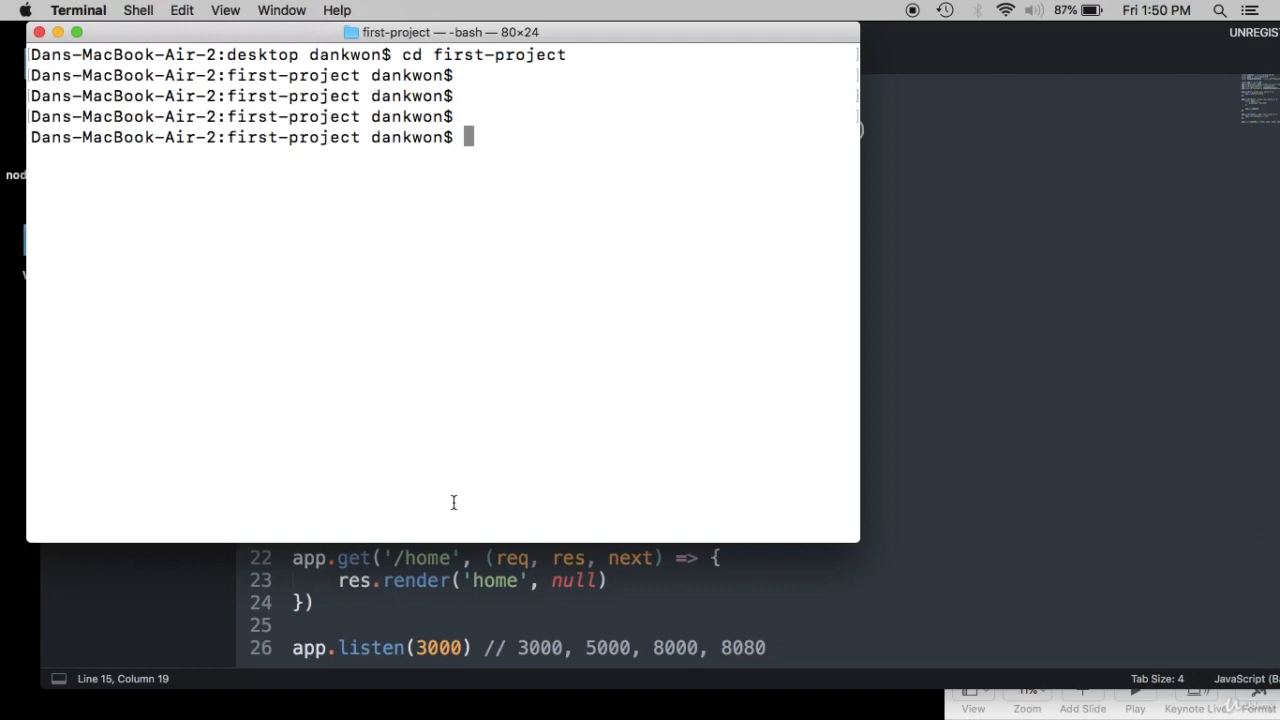 Terminal Shell Edit View Window Help 87% Fri 1:50 PM
first-project — -bash — 80×24
UNREGIS
Dans-MacBook-Air-2:desktop dankwon$ cd first-project
Dans-MacBook-Air-2:first-project dankwon$
Dans-MacBook-Air-2:first-project dankwon$
Dans-MacBook-Air-2:first-project dankwon$
Dans-MacBook-Air-2:first-project dankwon$
)
nod
22 app.get('/home', (req, res, next) => {
23 res.render('home', null)
24 })
25
26 app.listen(3000) // 3000, 5000, 8000, 8080
Line 15, Column 19 Tab Size: 4 JavaScript (Ba
View Zoom Add Slide Play Keynote Live Format